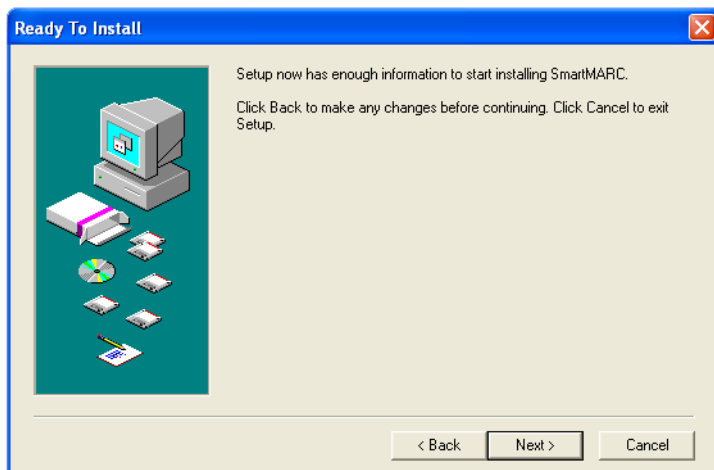 Ready To Install
Setup now has enough information to start installing SmartMARC.
Click Back to make any changes before continuing. Click Cancel to exit
Setup.
< Back
Next >
Cancel